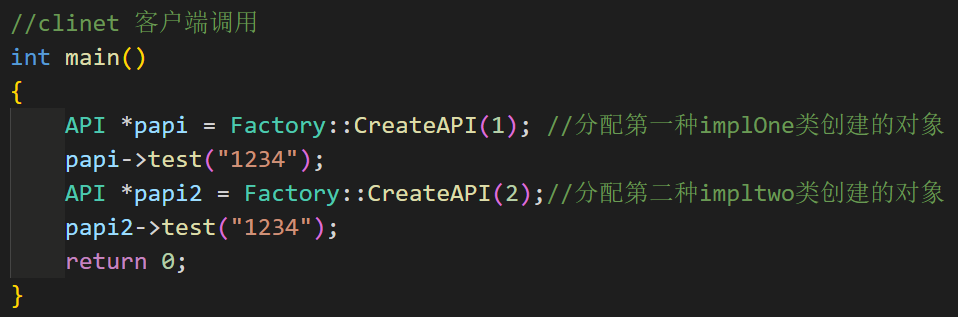 //clinet 客户端调用
int main()
{
    API *papi = Factory::CreateAPI(1); //分配第一种implOne类创建的对象
    papi->test("1234");
    API *papi2 = Factory::CreateAPI(2);//分配第二种impltwo类创建的对象
    papi2->test("1234");
    return 0;
}